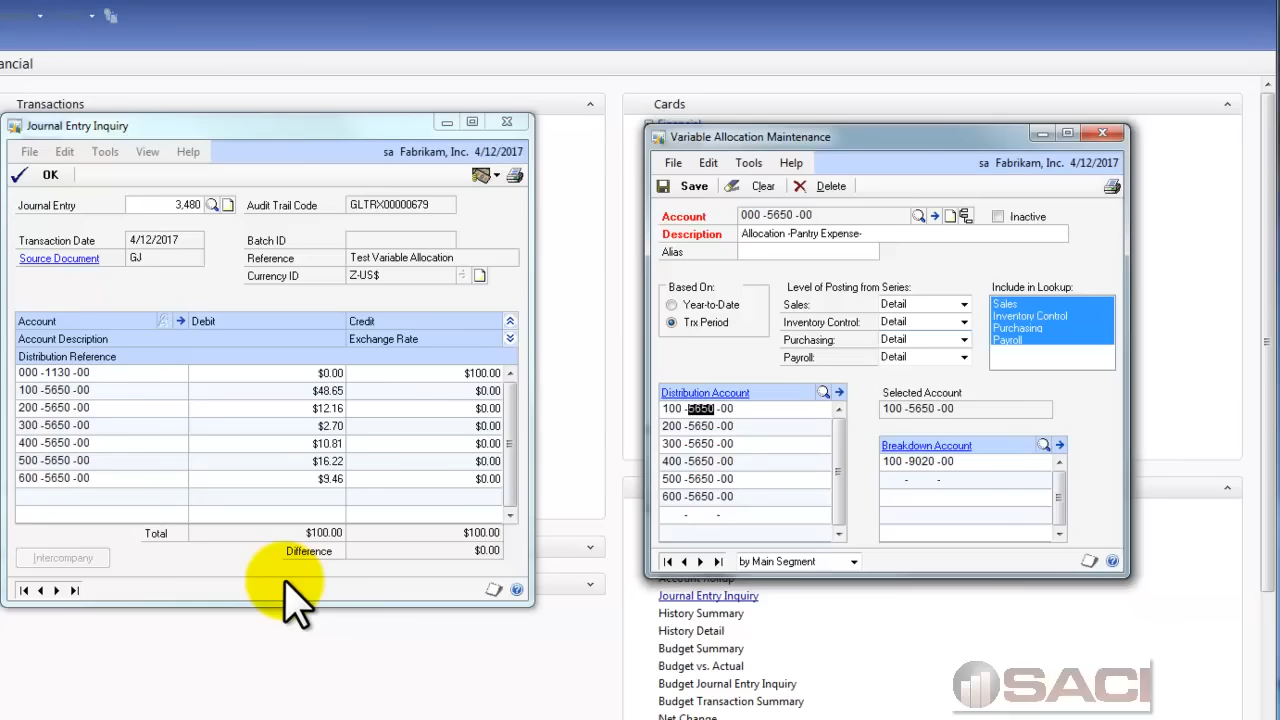 ancial
Transactions
Journal Entry Inquiry
File Edit Tools View Help
sa Fabrikam, Inc. 4/12/2017
OK
Journal Entry 3,480
Audit Trail Code GLTRX00000679
Transaction Date 4/12/2017
Batch ID
Source Document GJ
Reference Test Variable Allocation
Currency ID Z-US$
Account Debit Credit
Account Description Exchange Rate
Distribution Reference
000 -1130 -00 $0.00 $100.00
100 -5650 -00 $48.65 $0.00
200 -5650 -00 $12.16 $0.00
300 -5650 -00 $2.70 $0.00
400 -5650 -00 $10.81 $0.00
500 -5650 -00 $16.22 $0.00
600 -5650 -00 $9.46 $0.00
Total $100.00 $100.00
Difference $0.00
Intercompany
Cards
Variable Allocation Maintenance
File Edit Tools Help
sa Fabrikam, Inc. 4/12/2017
Save Clear Delete
Account 000 -5650 -00 Inactive
Description Allocation -Pantry Expense-
Alias
Based On:
Year-to-Date
Trx Period
Level of Posting from Series:
Sales: Detail
Inventory Control: Detail
Purchasing: Detail
Payroll: Detail
Include in Lookup:
Sales
Inventory Control
Purchasing
Payroll
Distribution Account
100 -5650 -00
200 -5650 -00
300 -5650 -00
400 -5650 -00
500 -5650 -00
600 -5650 -00
- -
Selected Account
100 -5650 -00
Breakdown Account
100 -9020 -00
- -
by Main Segment
Account Rollup
Journal Entry Inquiry
History Summary
History Detail
Budget Summary
Budget vs. Actual
Budget Journal Entry Inquiry
Budget Transaction Summary
Net Change
SACI